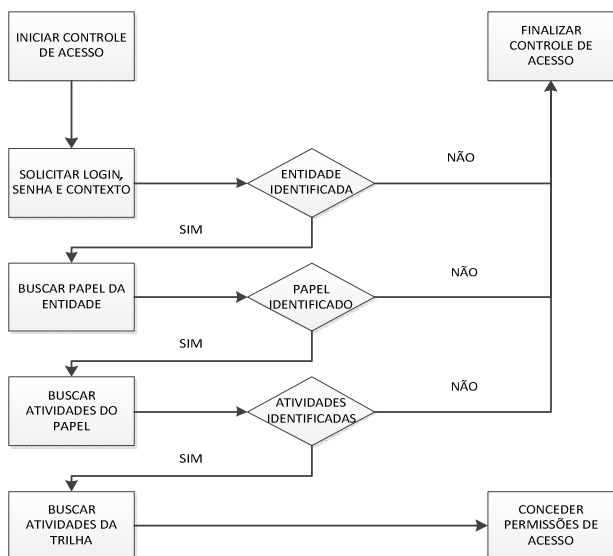 INICIAR CONTROLE
DE ACESSO
FINALIZAR
CONTROLE DE
ACESSO
SOLICITAR LOGIN,
SENHA E CONTEXTO
ENTIDADE
IDENTIFICADA
NÃO
SIM
BUSCAR PAPEL DA
ENTIDADE
PAPEL
IDENTIFICADO
NÃO
SIM
BUSCAR
ATIVIDADES DO
PAPEL
ATIVIDADES
IDENTIFICADAS
NÃO
SIM
BUSCAR
ATIVIDADES DA
TRILHA
CONCEDER
PERMISSÕES DE
ACESSO